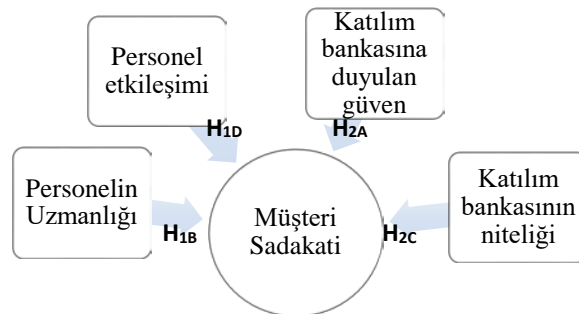 Personel
etkileşimi
Katılım
bankasına
duyulan
güven
H1D
H2A
Personelin
Uzmanlığı
H1B
Müşteri
Sadakati
H2C
Katılım
bankasının
niteliği